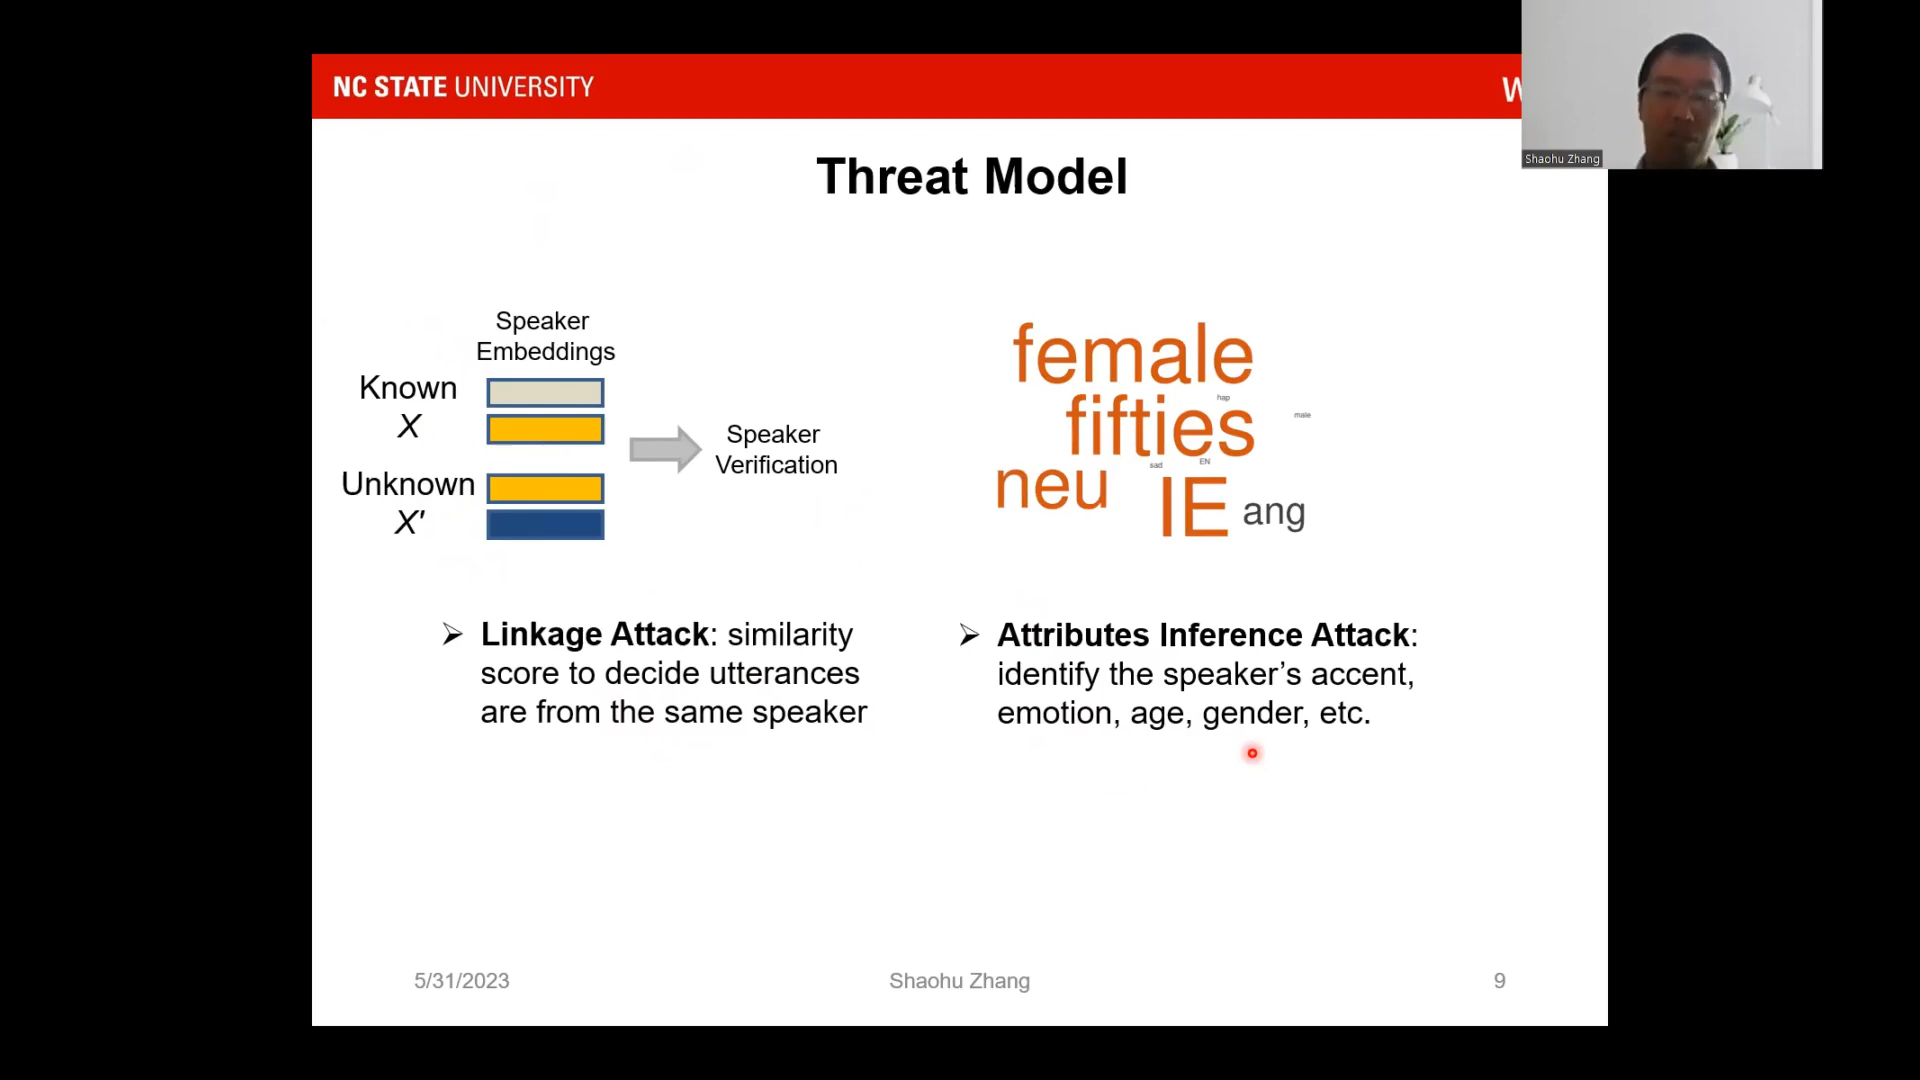 NC STATE UNIVERSITY
W
Shaohu Zhang
Threat Model
Speaker
Embeddings
Known
X
Unknown
X'
Speaker
Verification
female
hap
male
fifties
sad
EN
neu
IE
ang
➢ Linkage Attack: similarity
score to decide utterances
are from the same speaker
➢ Attributes Inference Attack:
identify the speaker’s accent,
emotion, age, gender, etc.
5/31/2023
Shaohu Zhang
9